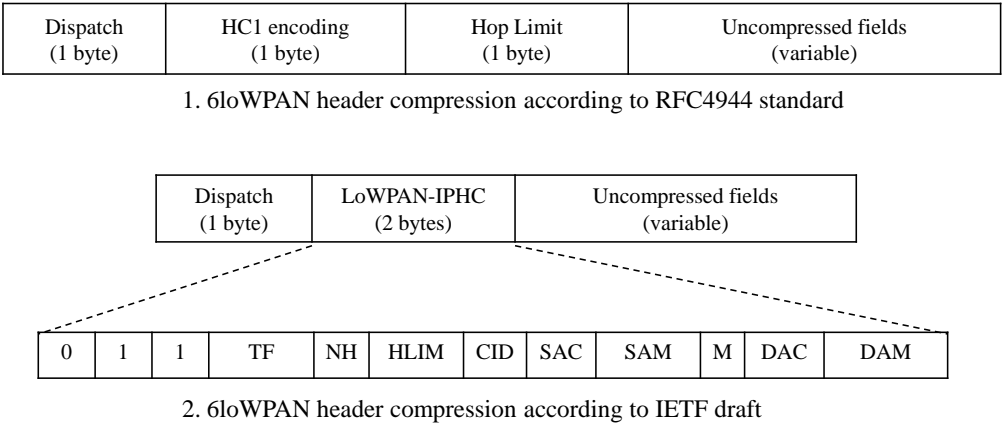 Dispatch
(1 byte)
HC1 encoding
(1 byte)
Hop Limit
(1 byte)
Uncompressed fields
(variable)
1. 6loWPAN header compression according to RFC4944 standard
Dispatch
(1 byte)
LoWPAN-IPHC
(2 bytes)
Uncompressed fields
(variable)
0 1 1 TF NH HLIM CID SAC SAM M DAC DAM
2. 6loWPAN header compression according to IETF draft